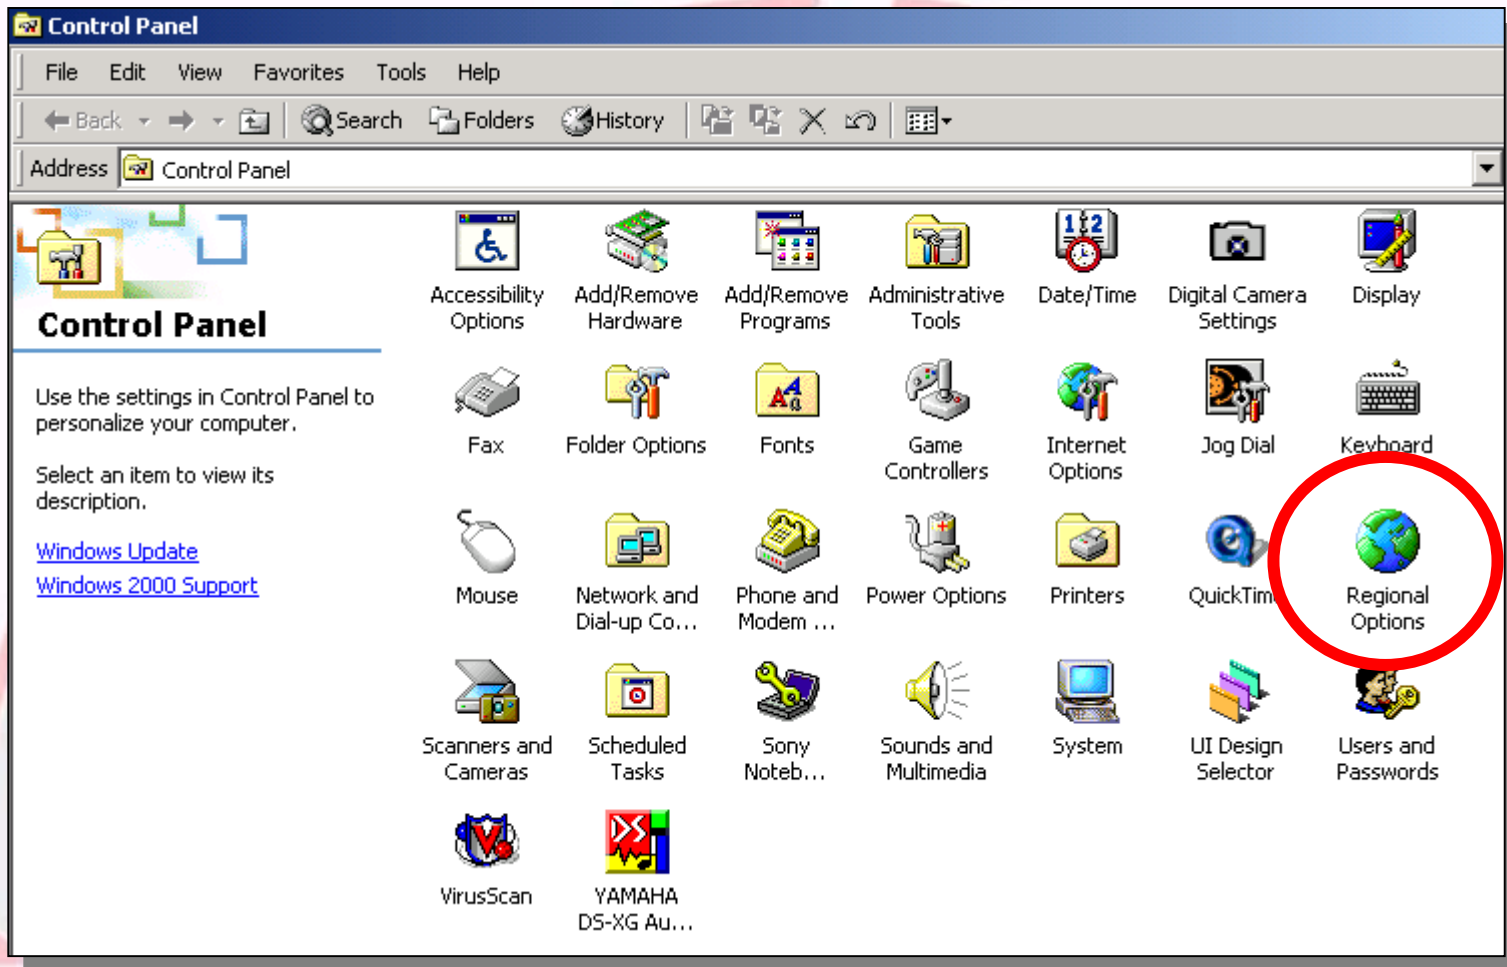 Control Panel
File Edit View Favorites Tools Help
Back Search Folders History
Address Control Panel
Control Panel
Use the settings in Control Panel to
personalize your computer.
Select an item to view its
description.
Windows Update
Windows 2000 Support
Accessibility
Options
Add/Remove
Hardware
Add/Remove
Programs
Administrative
Tools
Date/Time
Digital Camera
Settings
Display
Fax
Folder Options
Fonts
Game
Controllers
Internet
Options
Jog Dial
Keyboard
Mouse
Network and
Dial-up Co...
Phone and
Modem ...
Power Options
Printers
QuickTime
Regional
Options
Scanners and
Cameras
Scheduled
Tasks
Sony
Noteb...
Sounds and
Multimedia
System
UI Design
Selector
Users and
Passwords
VirusScan
YAMAHA
DS-XG Au...